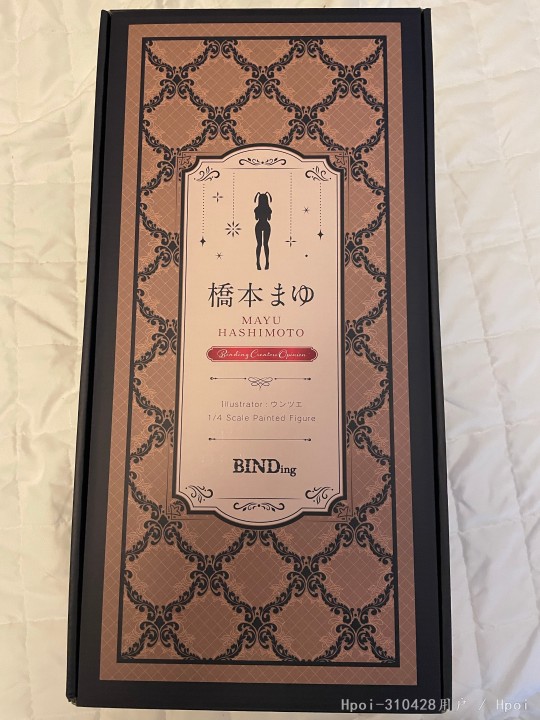 橋本まゆ
MAYU
HASHIMOTO
Binding Creators Opinion
Illustrator : ウンツエ
1/4 Scale Painted Figure
BINDing
Hpoi-310428用户 / Hpoi